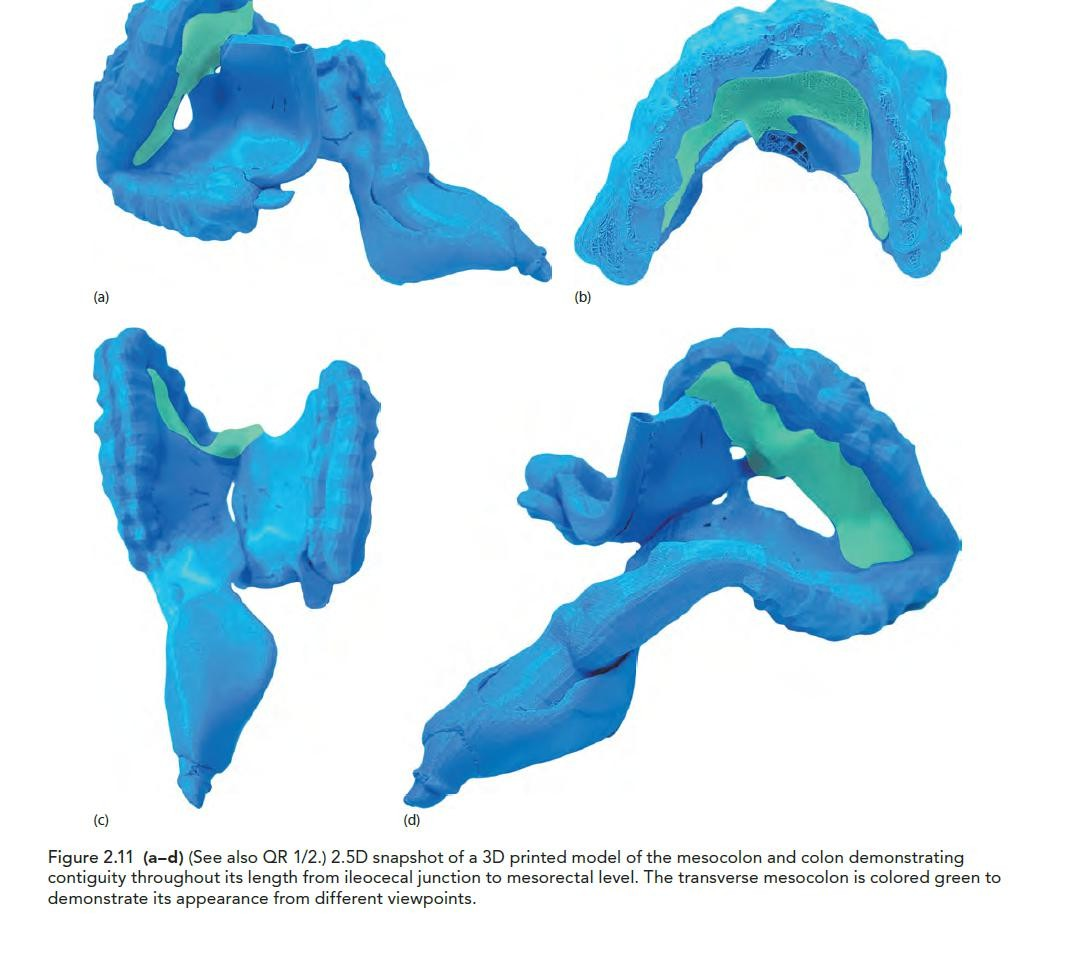 (a)
(b)
(c)
(d)
Figure 2.11 (a–d) (See also QR 1/2.) 2.5D snapshot of a 3D printed model of the mesocolon and colon demonstrating
contiguity throughout its length from ileocecal junction to mesorectal level. The transverse mesocolon is colored green to
demonstrate its appearance from different viewpoints.